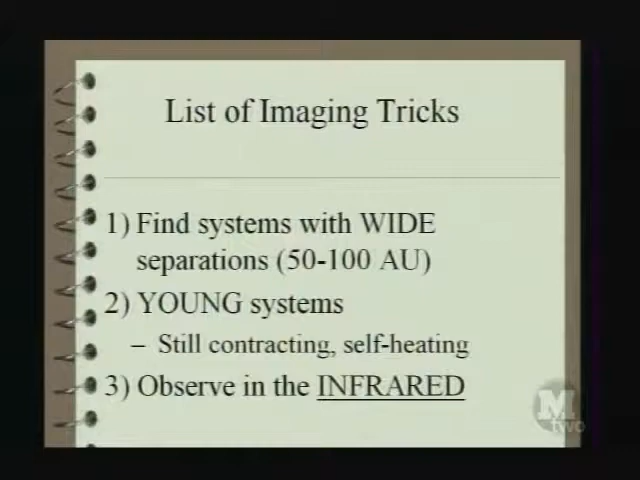 List of Imaging Tricks
1) Find systems with WIDE
separations (50-100 AU)
2) YOUNG systems
– Still contracting, self-heating
3) Observe in the INFRARED
M
two